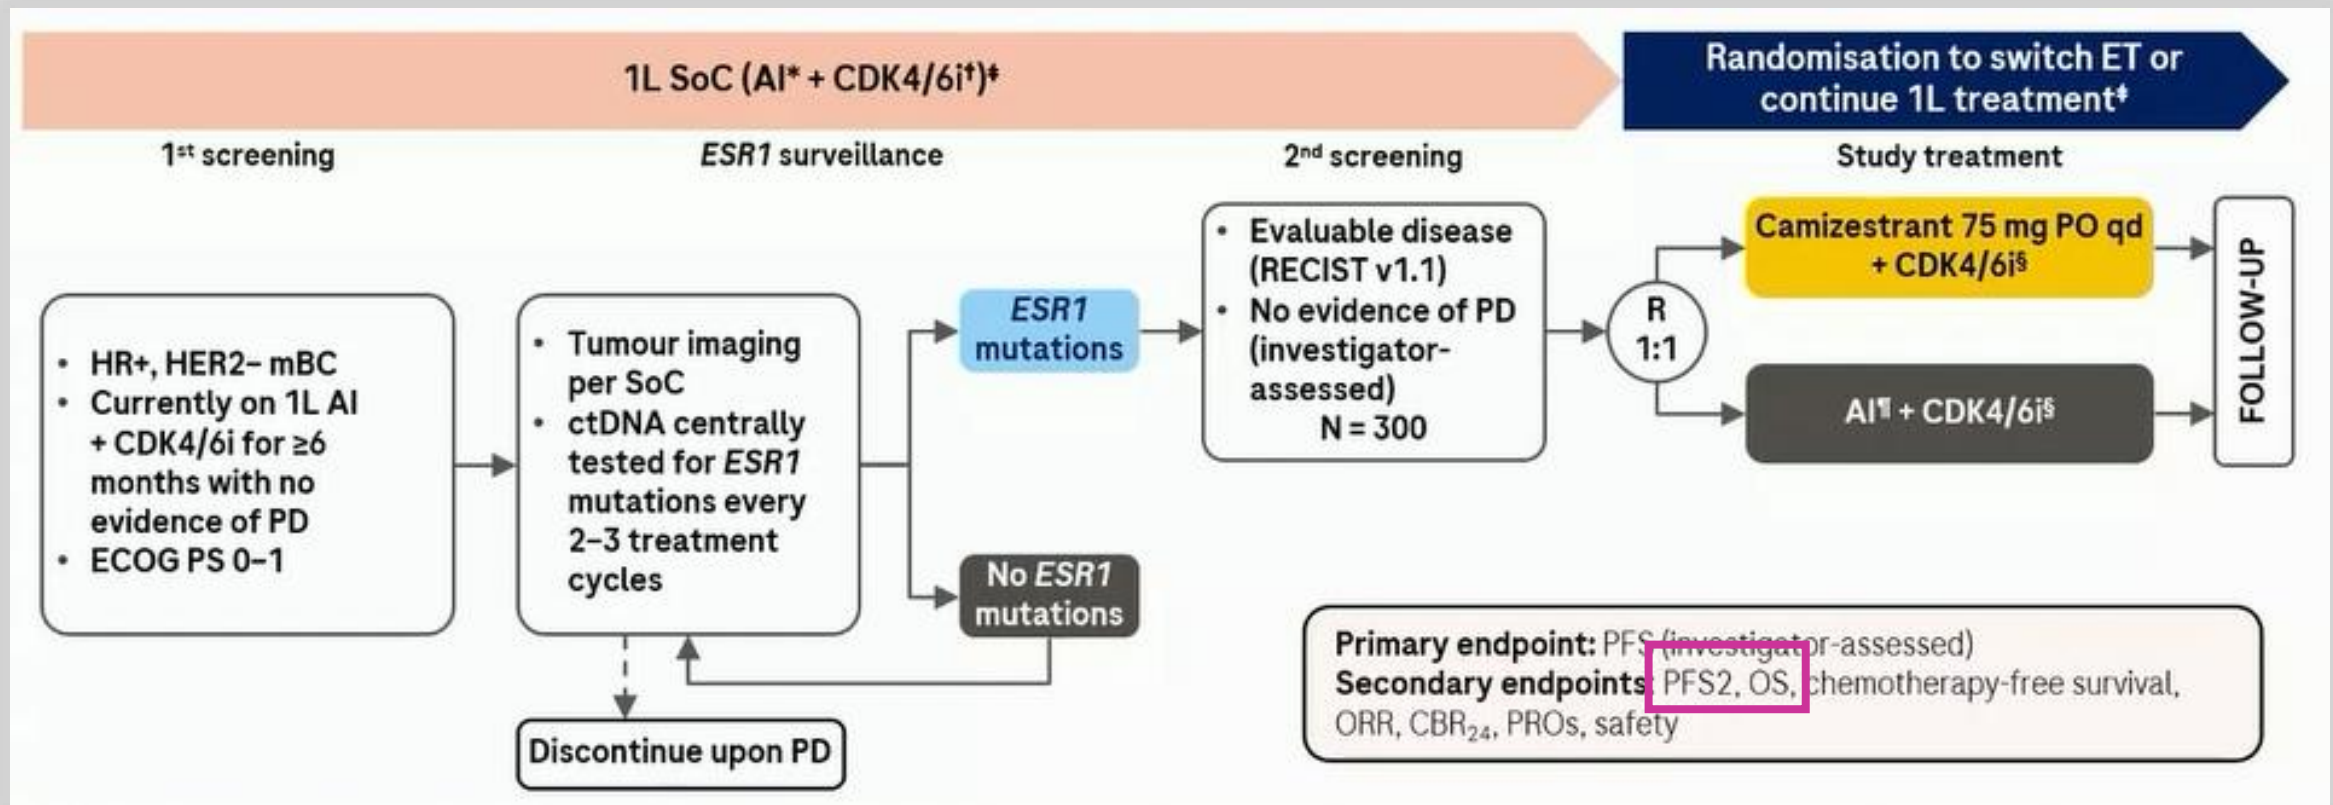 1L SoC (AI* + CDK4/6i†)‡
Randomisation to switch ET or
continue 1L treatment‡
1st screening
ESR1 surveillance
2nd screening
Study treatment
• HR+, HER2– mBC
• Currently on 1L AI
+ CDK4/6i for ≥6
months with no
evidence of PD
• ECOG PS 0–1
• Tumour imaging
per SoC
• ctDNA centrally
tested for ESR1
mutations every
2–3 treatment
cycles
Discontinue upon PD
ESR1
mutations
No ESR1
mutations
• Evaluable disease
(RECIST v1.1)
• No evidence of PD
(investigator-
assessed)
N = 300
R
1:1
Camizestrant 75 mg PO qd
+ CDK4/6i§
AI¶ + CDK4/6i§
FOLLOW-UP
Primary endpoint: PFS (investigator-assessed)
Secondary endpoints: PFS2, OS, chemotherapy-free survival,
ORR, CBR₂₄, PROs, safety